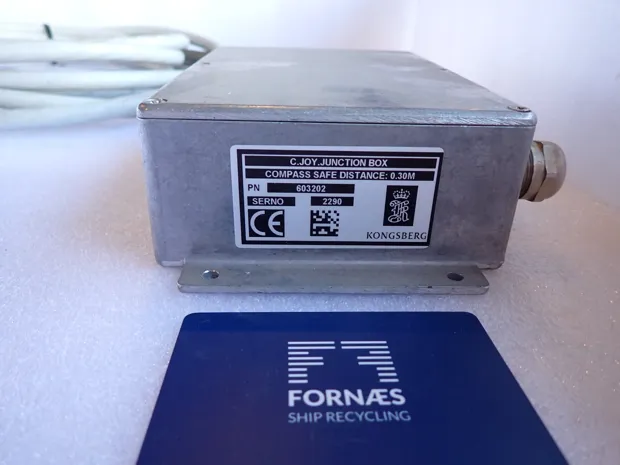 C.JOY.JUNCTION BOX
COMPASS SAFE DISTANCE: 0.30M
PN 603202
SERNO 2290
CE
KONGSBERG
FORNÆS
SHIP RECYCLING